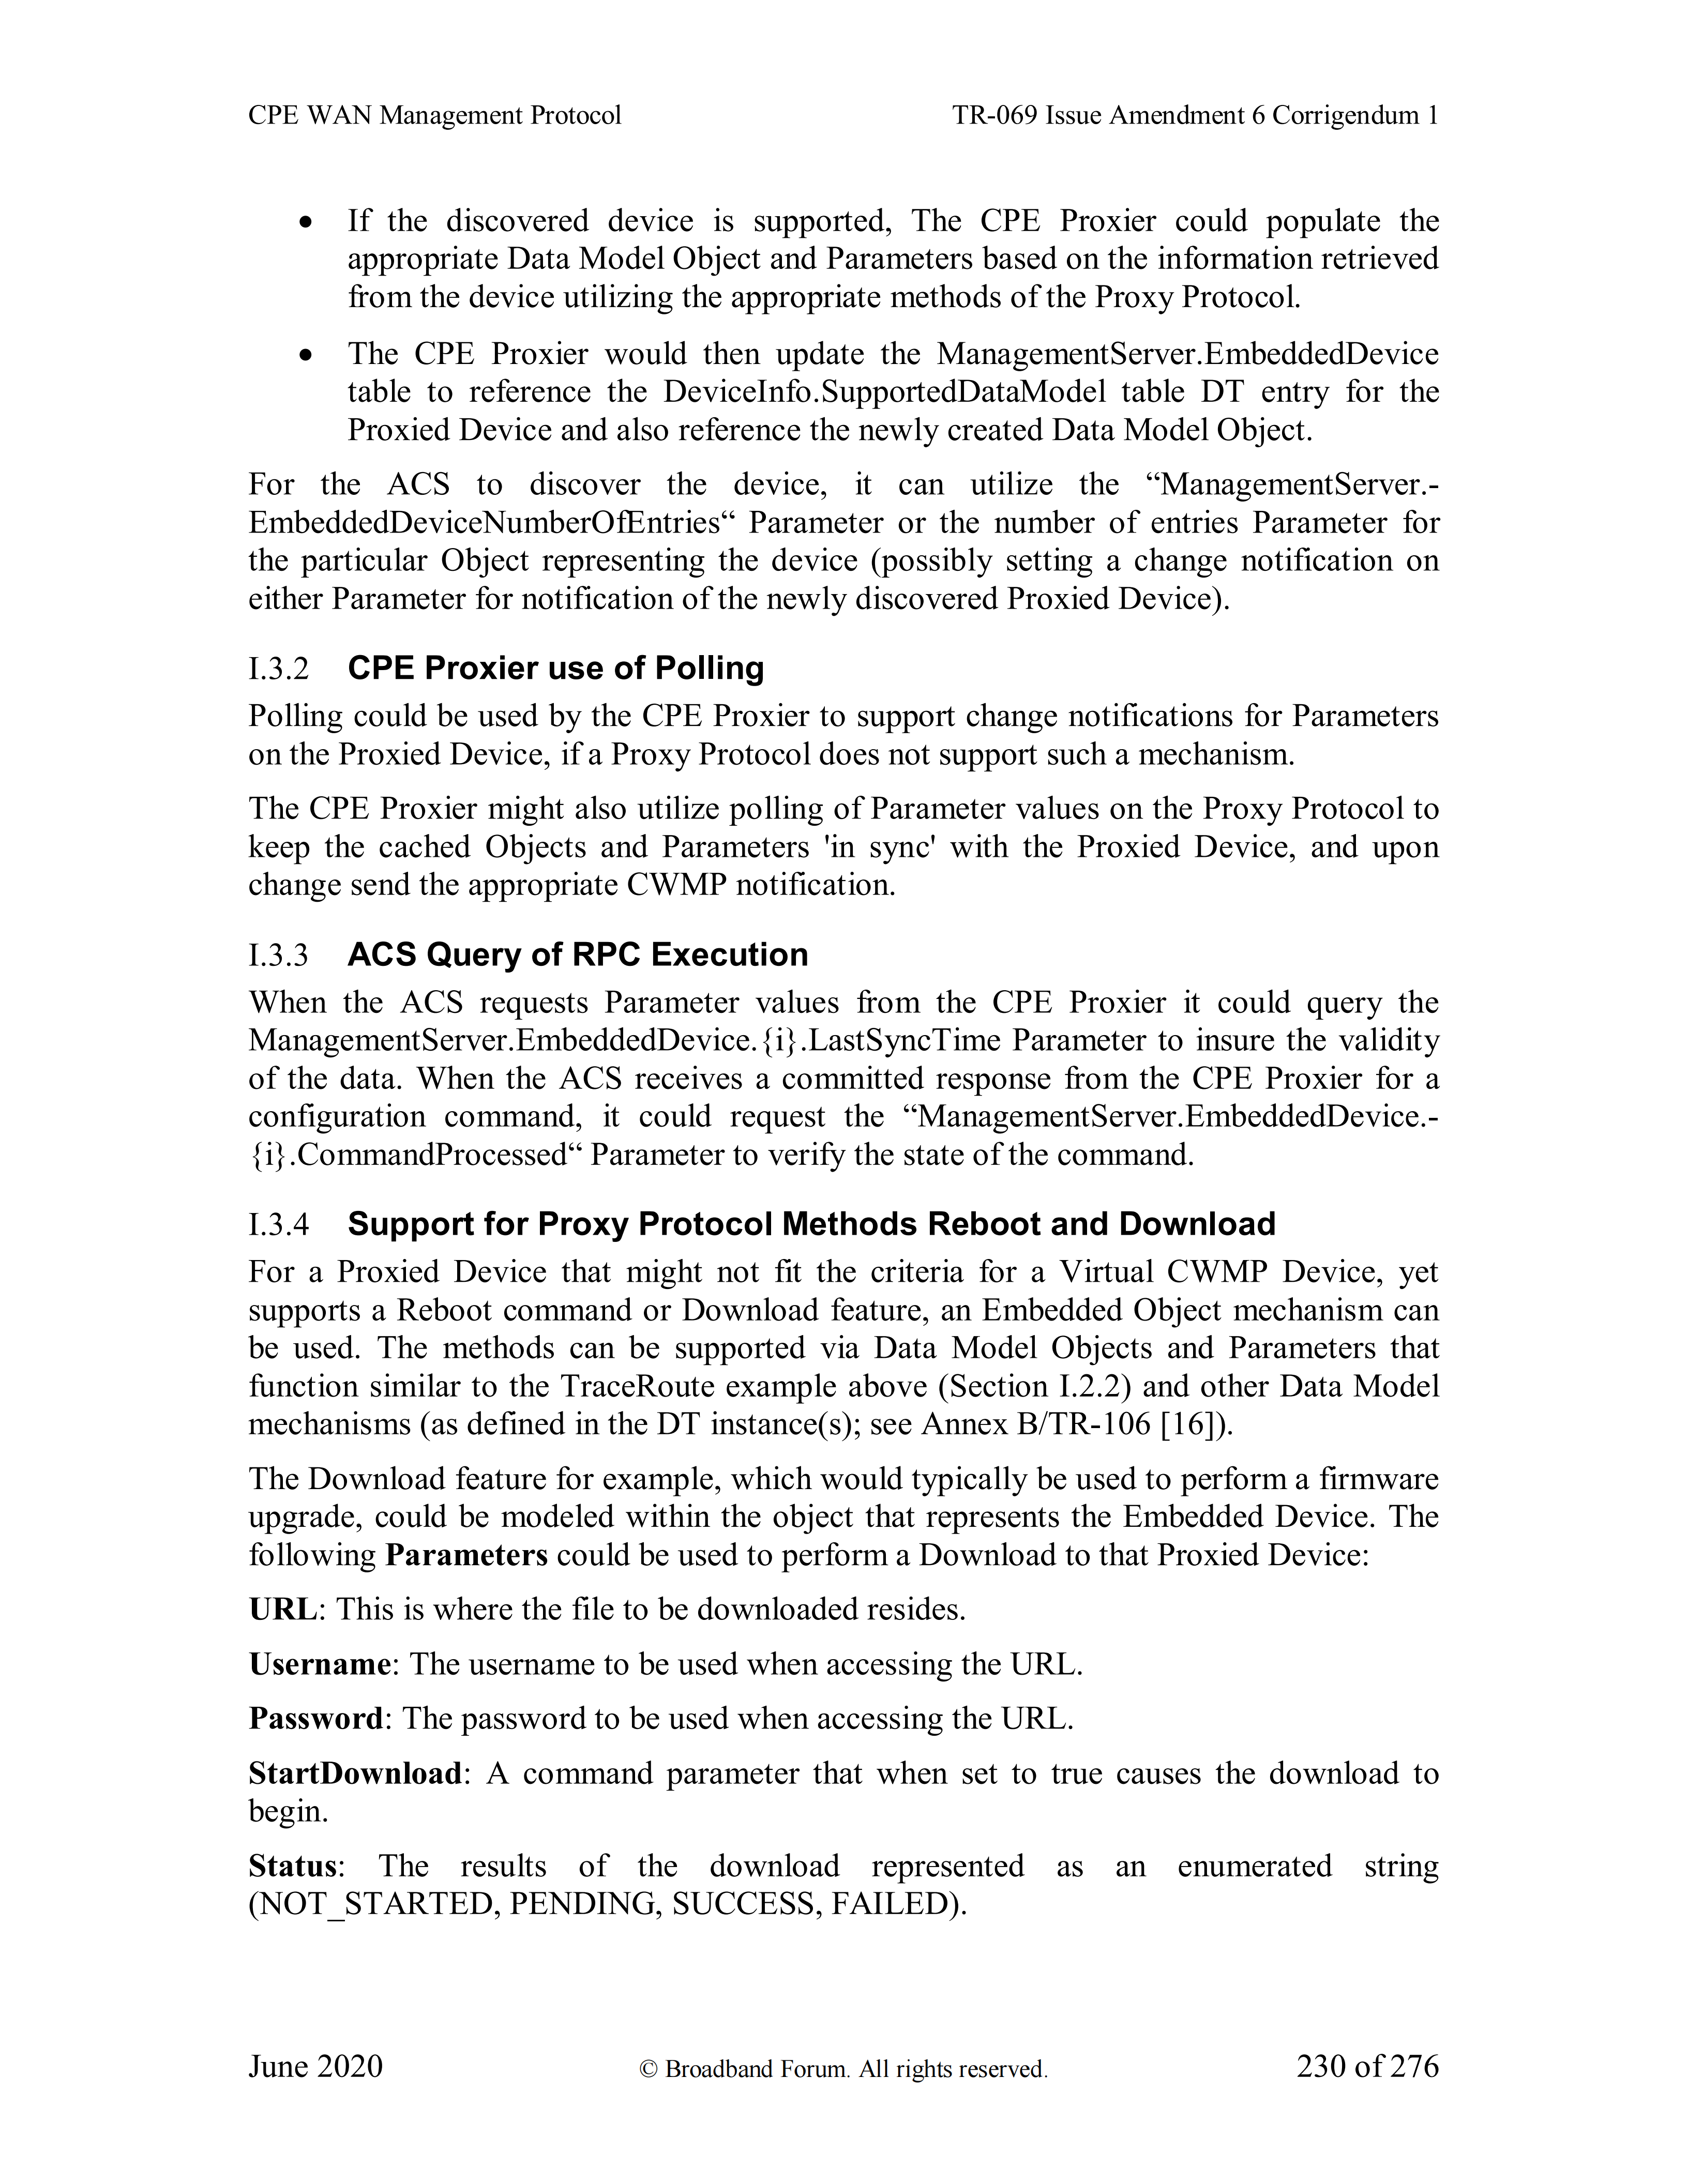 CPE WAN Management Protocol TR-069 Issue Amendment 6 Corrigendum 1
• If the discovered device is supported, The CPE Proxier could populate the
appropriate Data Model Object and Parameters based on the information retrieved
from the device utilizing the appropriate methods of the Proxy Protocol.
• The CPE Proxier would then update the ManagementServer.EmbeddedDevice
table to reference the DeviceInfo.SupportedDataModel table DT entry for the
Proxied Device and also reference the newly created Data Model Object.
For the ACS to discover the device, it can utilize the “ManagementServer.-
EmbeddedDeviceNumberOfEntries“ Parameter or the number of entries Parameter for
the particular Object representing the device (possibly setting a change notification on
either Parameter for notification of the newly discovered Proxied Device).
I.3.2 CPE Proxier use of Polling
Polling could be used by the CPE Proxier to support change notifications for Parameters
on the Proxied Device, if a Proxy Protocol does not support such a mechanism.
The CPE Proxier might also utilize polling of Parameter values on the Proxy Protocol to
keep the cached Objects and Parameters 'in sync' with the Proxied Device, and upon
change send the appropriate CWMP notification.
I.3.3 ACS Query of RPC Execution
When the ACS requests Parameter values from the CPE Proxier it could query the
ManagementServer.EmbeddedDevice.{i}.LastSyncTime Parameter to insure the validity
of the data. When the ACS receives a committed response from the CPE Proxier for a
configuration command, it could request the “ManagementServer.EmbeddedDevice.-
{i}.CommandProcessed“ Parameter to verify the state of the command.
I.3.4 Support for Proxy Protocol Methods Reboot and Download
For a Proxied Device that might not fit the criteria for a Virtual CWMP Device, yet
supports a Reboot command or Download feature, an Embedded Object mechanism can
be used. The methods can be supported via Data Model Objects and Parameters that
function similar to the TraceRoute example above (Section I.2.2) and other Data Model
mechanisms (as defined in the DT instance(s); see Annex B/TR-106 [16]).
The Download feature for example, which would typically be used to perform a firmware
upgrade, could be modeled within the object that represents the Embedded Device. The
following Parameters could be used to perform a Download to that Proxied Device:
URL: This is where the file to be downloaded resides.
Username: The username to be used when accessing the URL.
Password: The password to be used when accessing the URL.
StartDownload: A command parameter that when set to true causes the download to
begin.
Status: The results of the download represented as an enumerated string
(NOT_STARTED, PENDING, SUCCESS, FAILED).
June 2020 © Broadband Forum. All rights reserved. 230 of 276